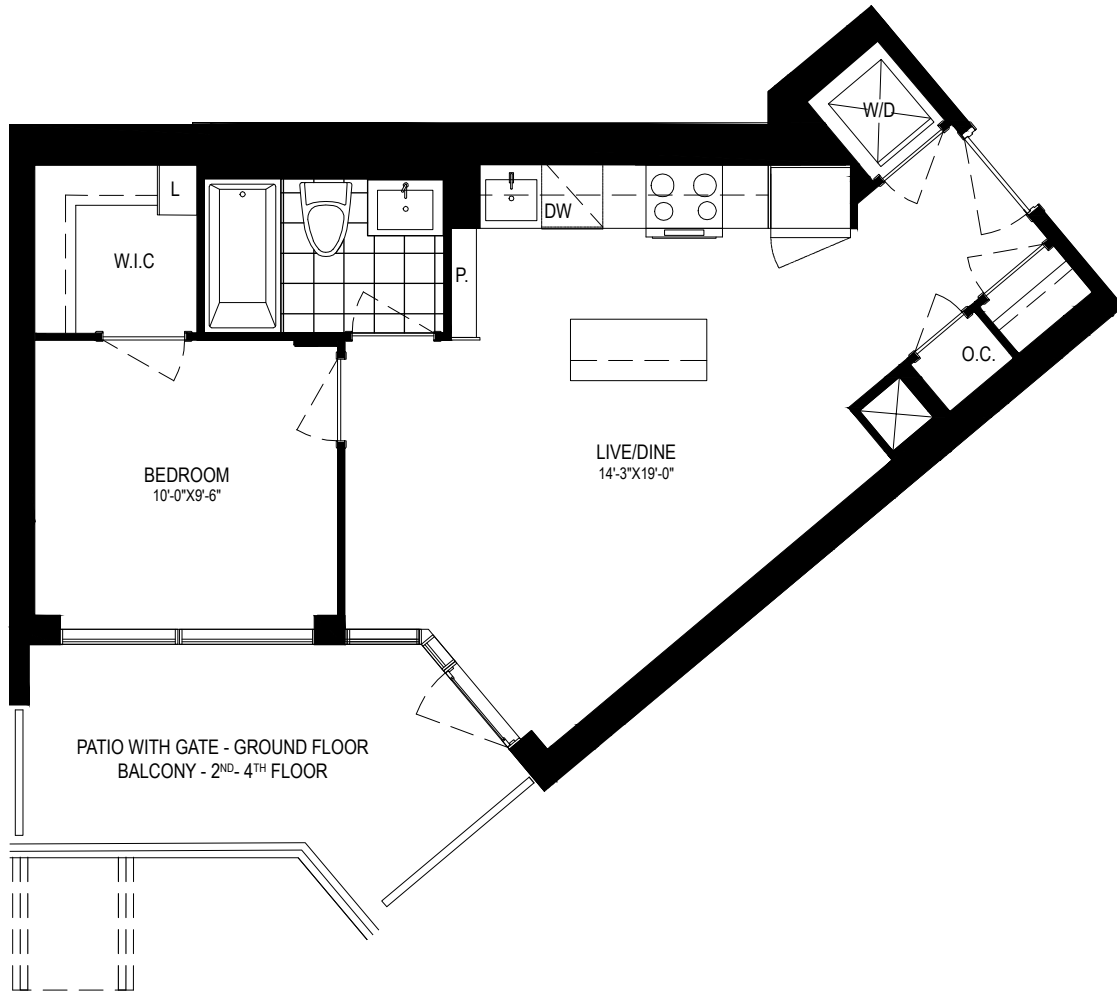 W/D
L
W.I.C
DW
P.
O.C.
BEDROOM
10'-0"X9'-6"
LIVE/DINE
14'-3"X19'-0"
PATIO WITH GATE - GROUND FLOOR
BALCONY - 2ND- 4TH FLOOR